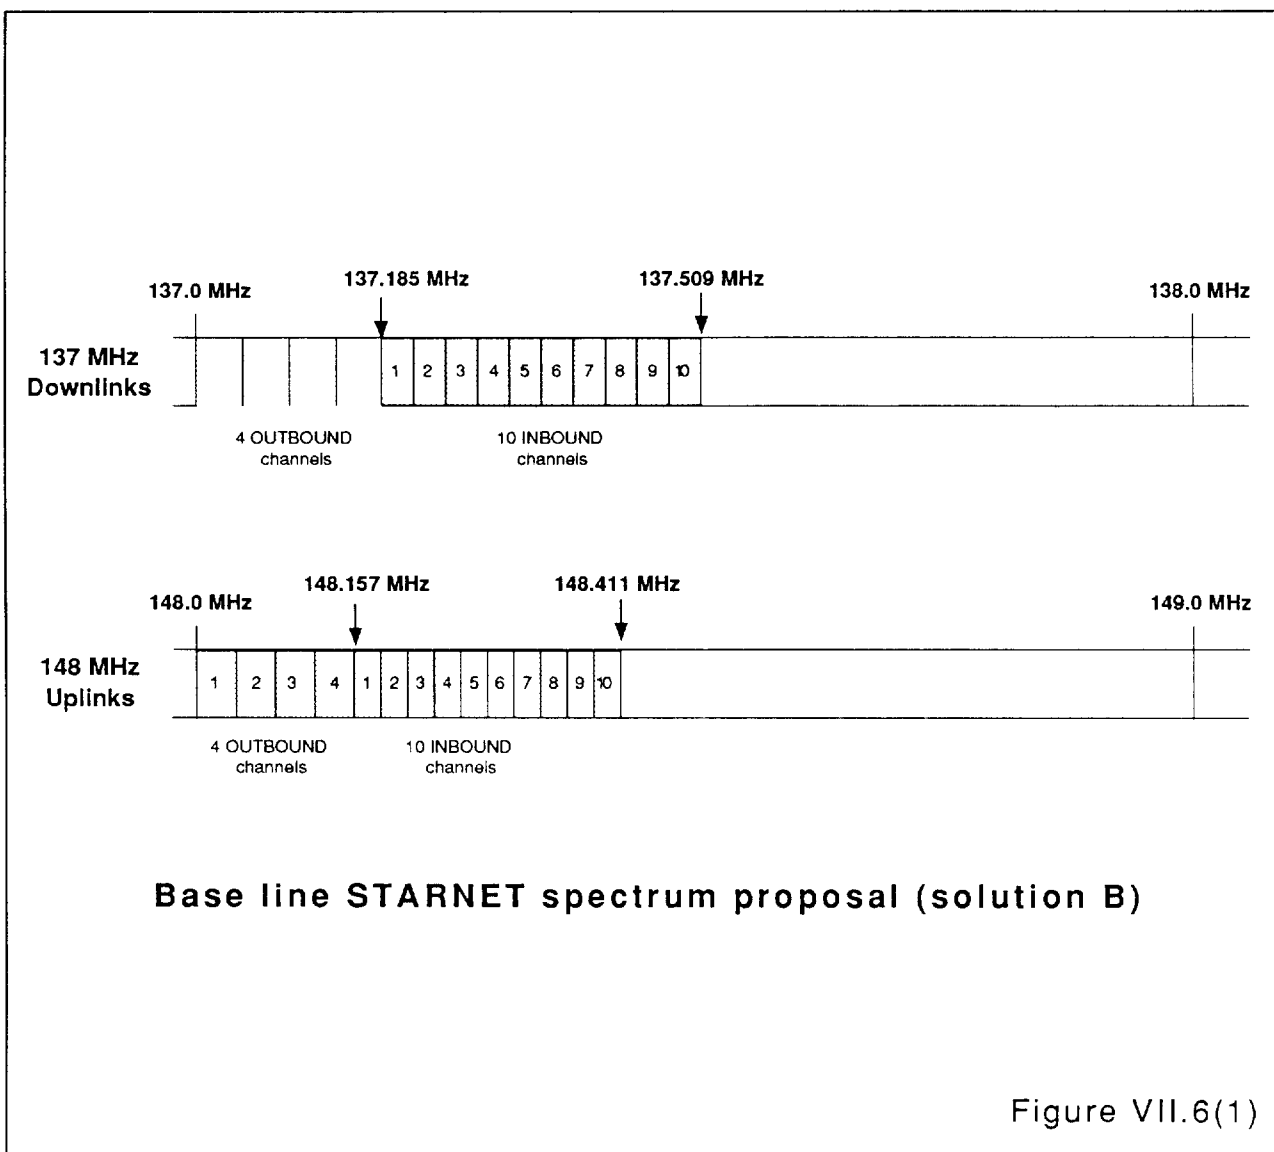 137.0 MHz
137.185 MHz
137.509 MHz
138.0 MHz
137 MHz
Downlinks
1 2 3 4 5 6 7 8 9 10
4 OUTBOUND
channels
10 INBOUND
channels
148.0 MHz
148.157 MHz
148.411 MHz
149.0 MHz
148 MHz
Uplinks
1 2 3 4 1 2 3 4 5 6 7 8 9 10
4 OUTBOUND
channels
10 INBOUND
channels
Base line STARNET spectrum proposal (solution B)
Figure VII.6(1)